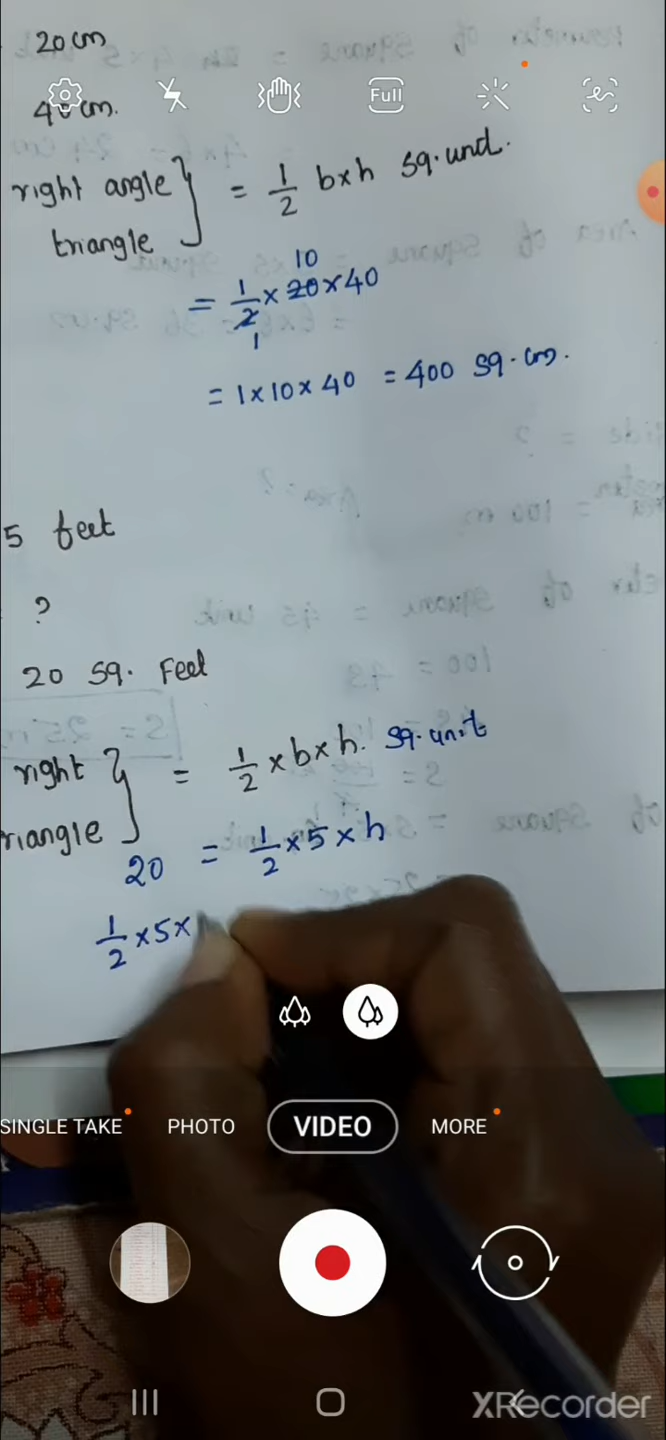 20 cm
Full
40 cm.
right angle } = 1/2 b×h Sq. unit.
triangle
10
= 1/2 × 20 × 40
1
= 1 × 10 × 40 = 400 Sq. cm.
5 feet
?
20 Sq. Feet
right } = 1/2 × b × h. Sq. unit
riangle
20 = 1/2 × 5 × h
1/2 × 5 ×
SINGLE TAKE PHOTO VIDEO MORE
XRecorder